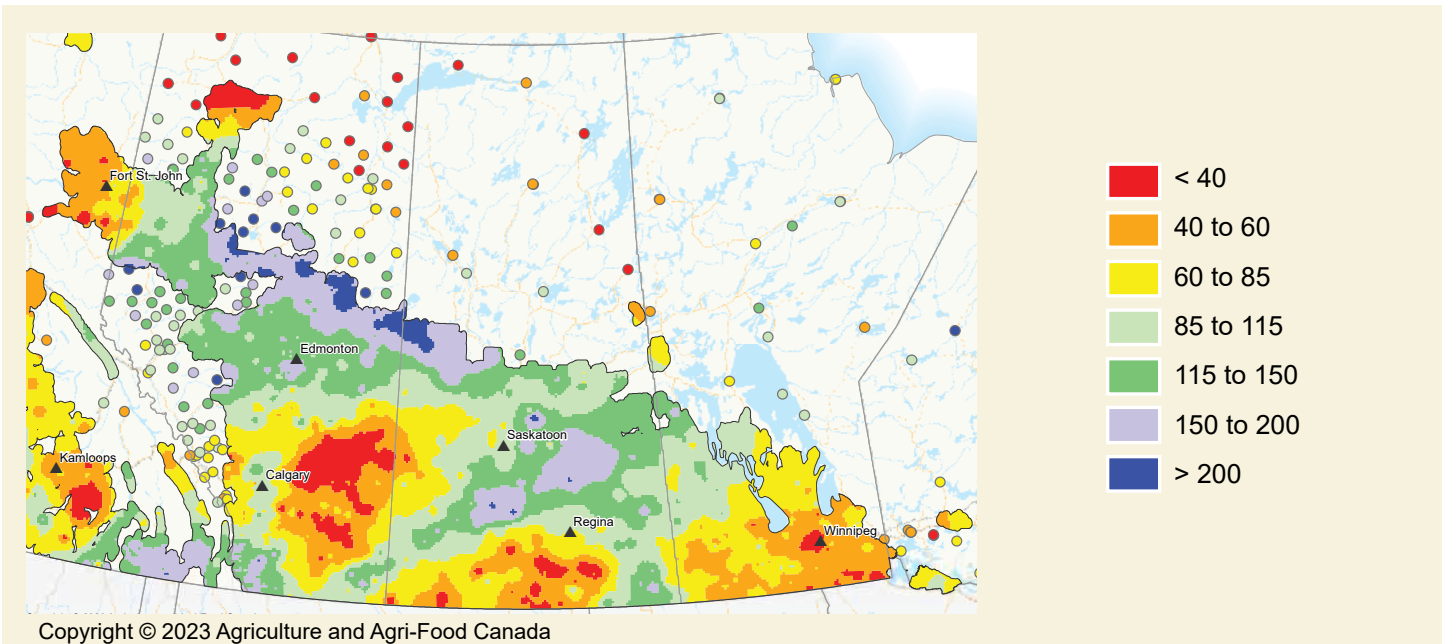 Fort St. John
Edmonton
Saskatoon
Kamloops
Calgary
Regina
Winnipeg
< 40
40 to 60
60 to 85
85 to 115
115 to 150
150 to 200
> 200
Copyright © 2023 Agriculture and Agri-Food Canada